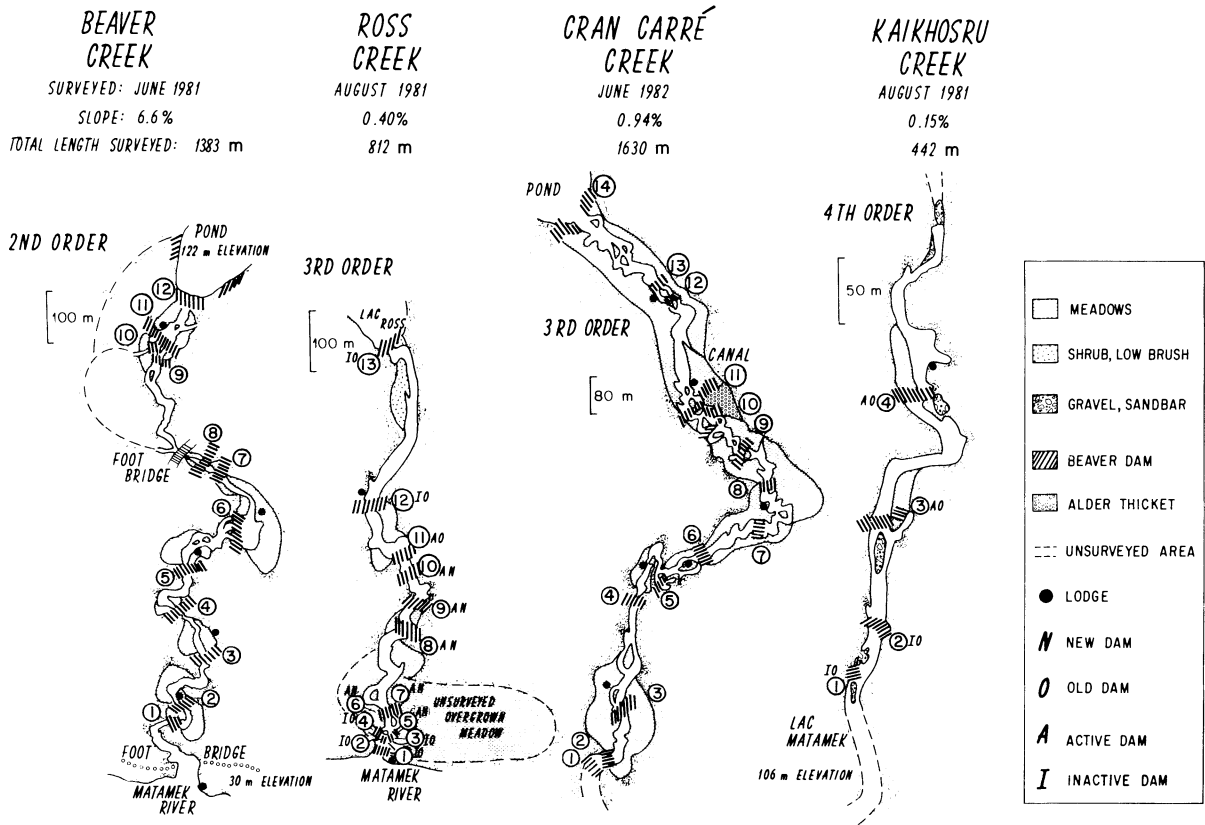 BEAVER
CREEK
SURVEYED: JUNE 1981
SLOPE: 6.6%
TOTAL LENGTH SURVEYED: 1383 m
ROSS
CREEK
AUGUST 1981
0.40%
812 m
CRAN CARRÉ
CREEK
JUNE 1982
0.94%
1630 m
KAIKHOSRU
CREEK
AUGUST 1981
0.15%
442 m
2ND ORDER
POND
122 m ELEVATION
100 m
12
11
10
9
8
7
FOOT
BRIDGE
6
5
4
3
2
1
FOOT BRIDGE
30 m ELEVATION
MATAMEK
RIVER
3RD ORDER
LAC ROSS
100 m
IO
13
12 IO
11 AO
10 AN
9 AN
8 AN
AN 7 AN
6
AN
IO 4 5
UNSURVEYED
OVERGROWN
MEADOW
IO 2 3 IO
1 IO
MATAMEK
RIVER
POND
14
13
12
3RD ORDER
CANAL
80 m
11
10
9
8
7
6
5
4
3
2
1
4TH ORDER
50 m
AO 4
3 AO
2 IO
IO
1
LAC
MATAMEK
106 m ELEVATION
MEADOWS
SHRUB, LOW BRUSH
GRAVEL, SANDBAR
BEAVER DAM
ALDER THICKET
UNSURVEYED AREA
LODGE
N NEW DAM
O OLD DAM
A ACTIVE DAM
I INACTIVE DAM